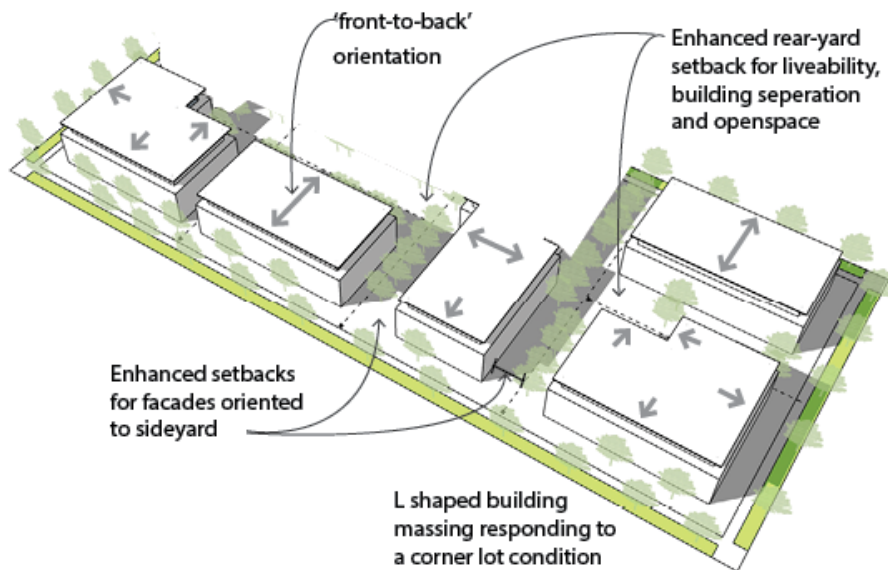 ‘front-to-back’
orientation
Enhanced rear-yard
setback for liveability,
building seperation
and openspace
Enhanced setbacks
for facades oriented
to sideyard
L shaped building
massing responding to
a corner lot condition